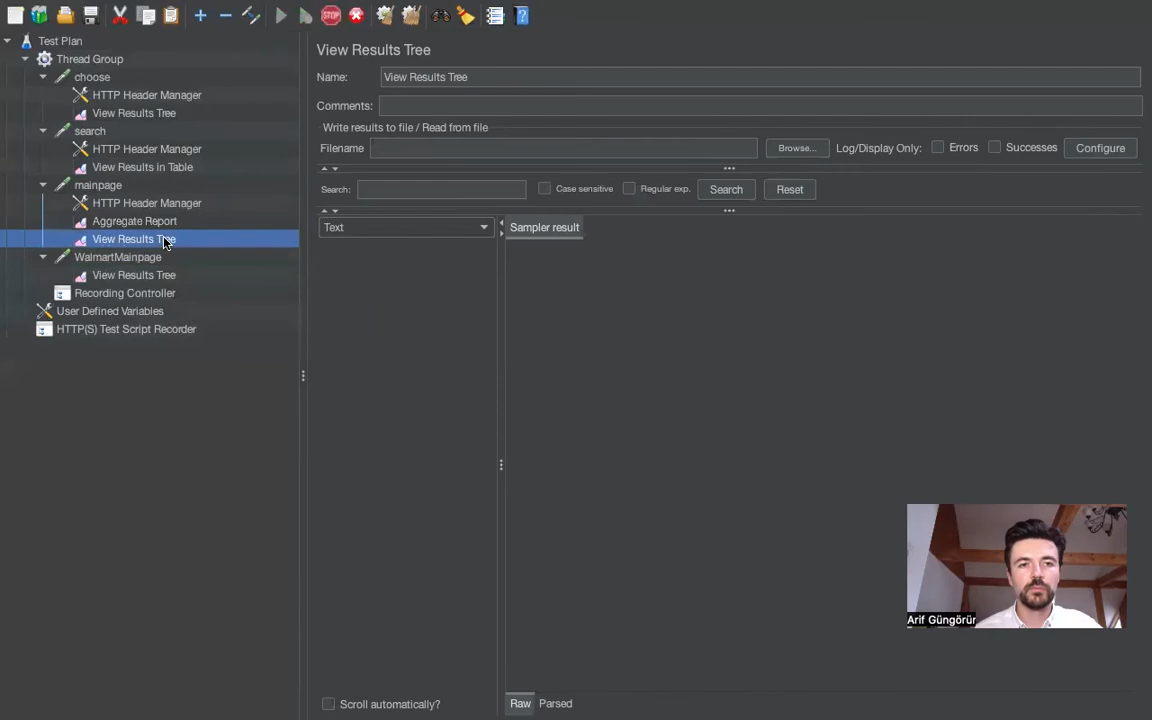 Test Plan
Thread Group
choose
HTTP Header Manager
View Results Tree
search
HTTP Header Manager
View Results in Table
mainpage
HTTP Header Manager
Aggregate Report
View Results Tree
WalmartMainpage
View Results Tree
Recording Controller
User Defined Variables
HTTP(S) Test Script Recorder
View Results Tree
Name: View Results Tree
Comments:
Write results to file / Read from file
Filename Browse... Log/Display Only: Errors Successes Configure
Search: Case sensitive Regular exp. Search Reset
Text Sampler result
Arif Güngörür
Scroll automatically? Raw Parsed
STOP